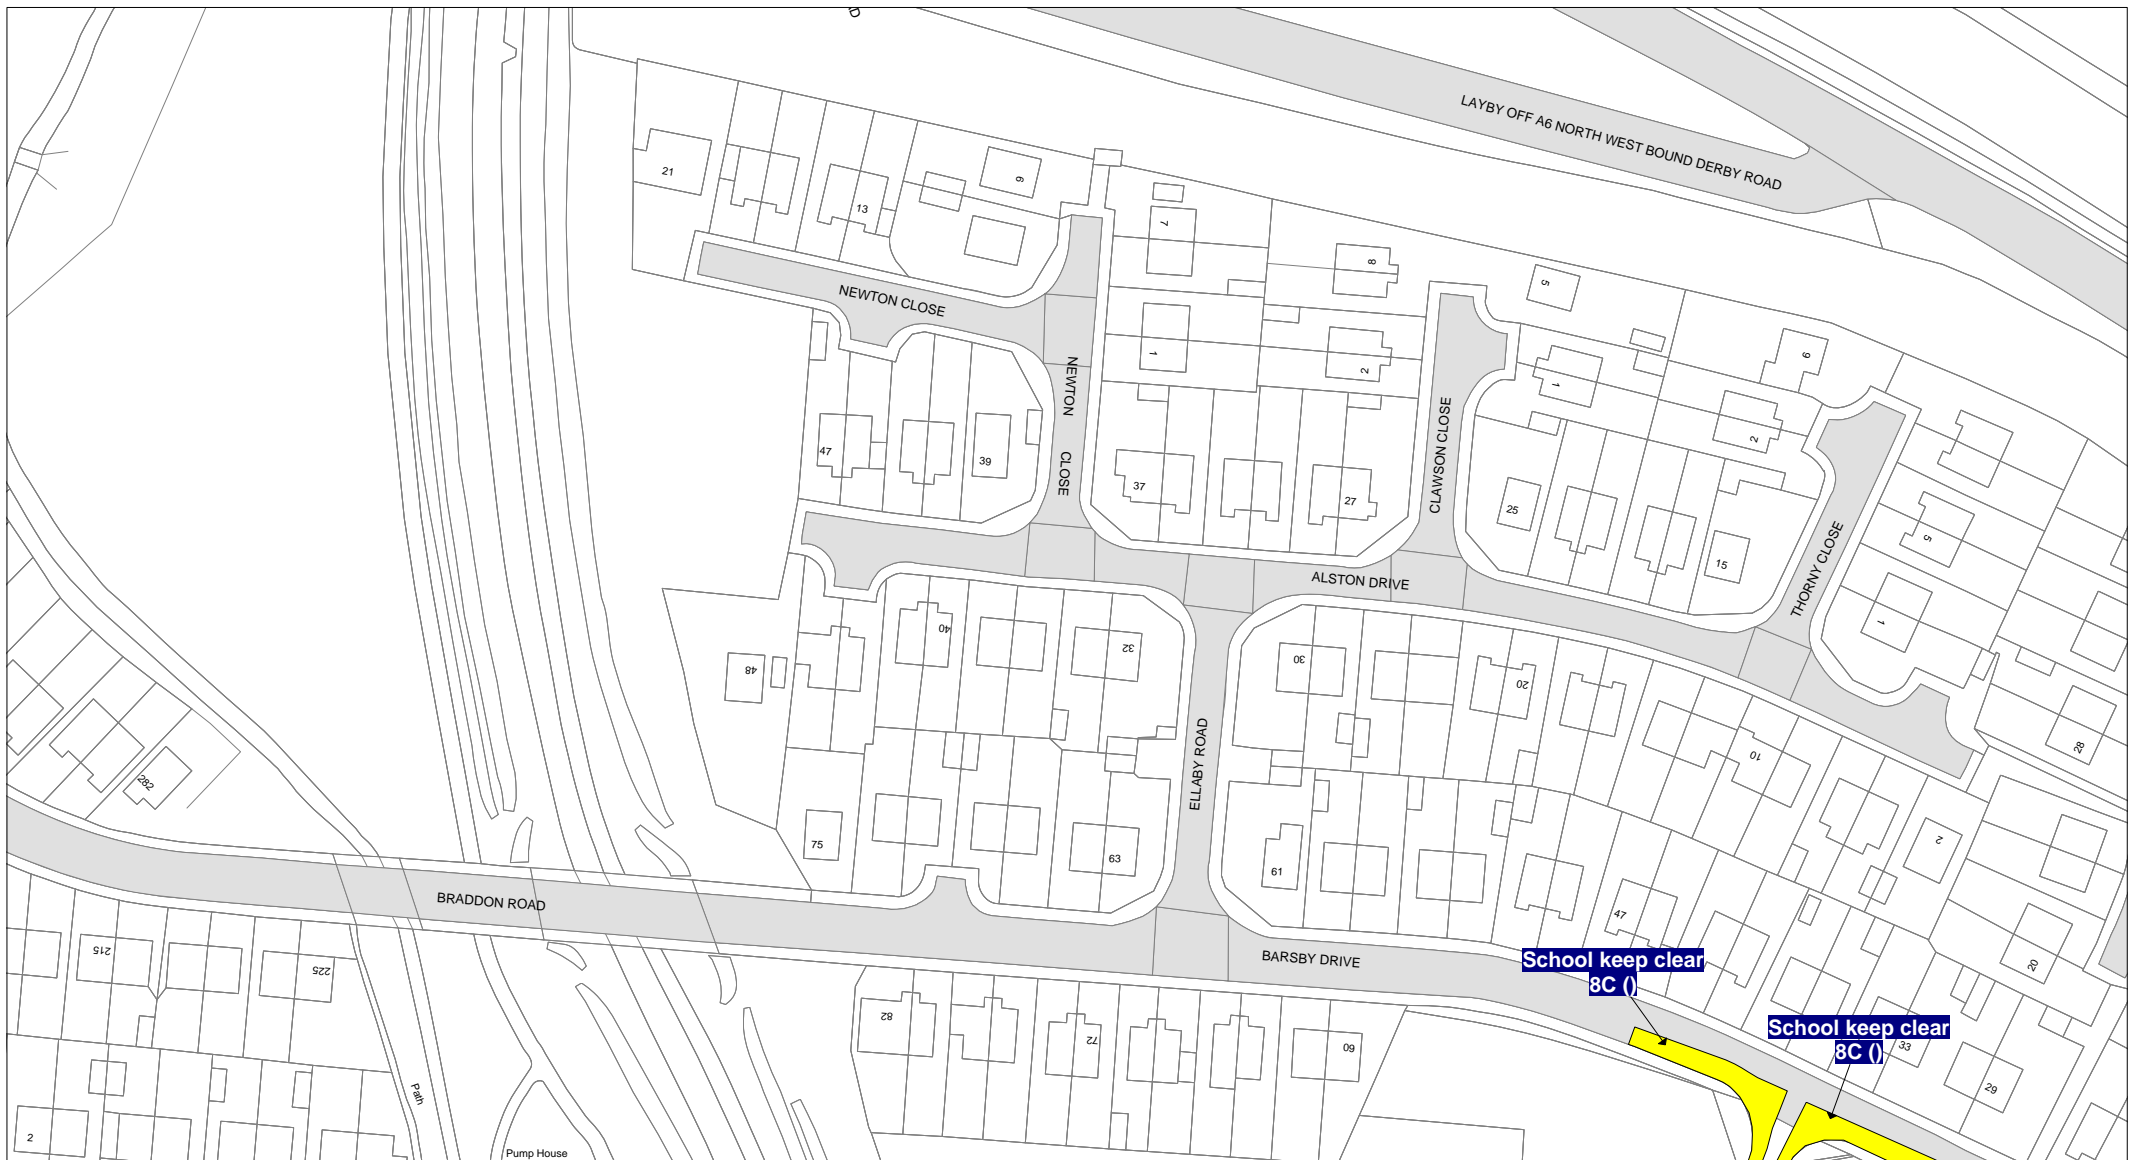 D
LAYBY OFF A6 NORTH WEST BOUND DERBY ROAD
21
13
9
7
8
5
NEWTON CLOSE
1
2
1
6
2
NEWTON CLOSE
CLAWSON CLOSE
47
39
37
27
25
15
5
THORNY CLOSE
1
ALSTON DRIVE
40
32
48
30
20
28
10
ELLABY ROAD
282
75
63
61
2
BRADDON ROAD
47
BARSBY DRIVE
215
225
20
School keep clear
8C ()
School keep clear
8C ()
82
72
60
33
29
Path
2
Pump House